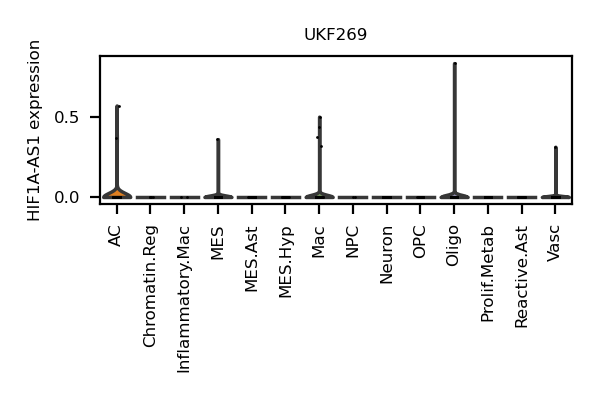 UKF269
HIF1A-AS1 expression
0.5
0.0
AC
Chromatin.Reg
Inflammatory.Mac
MES
MES.Ast
MES.Hyp
Mac
NPC
Neuron
OPC
Oligo
Prolif.Metab
Reactive.Ast
Vasc